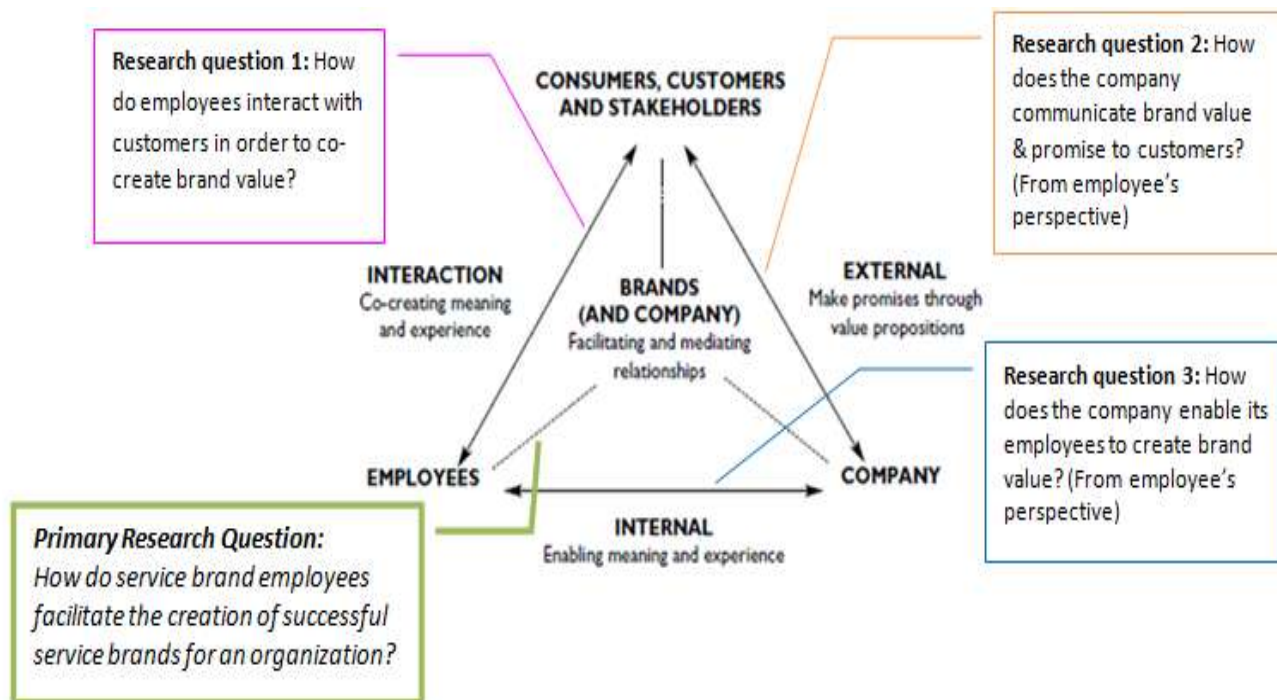 Research question 1: How
do employees interact with
customers in order to co-
create brand value?
CONSUMERS, CUSTOMERS
AND STAKEHOLDERS
Research question 2: How
does the company
communicate brand value
& promise to customers?
(From employee's
perspective)
INTERACTION
Co-creating meaning
and experience
BRANDS
(AND COMPANY)
Facilitating and mediating
relationships
EXTERNAL
Make promises through
value propositions
Research question 3: How
does the company enable its
employees to create brand
value? (From employee's
perspective)
EMPLOYEES
COMPANY
INTERNAL
Enabling meaning and experience
Primary Research Question:
How do service brand employees
facilitate the creation of successful
service brands for an organization?